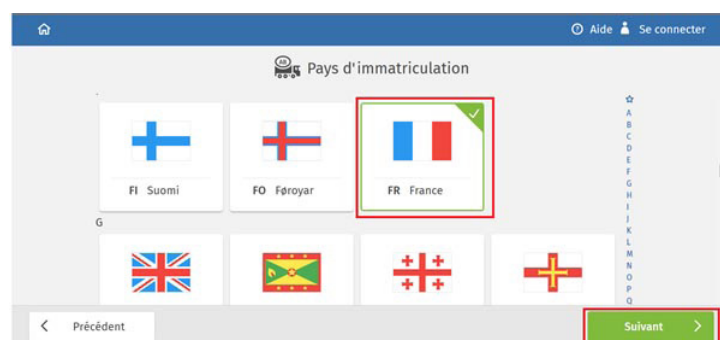 Aide Se connecter
Pays d'immatriculation
FI Suomi
FO Føroyar
FR France
G
A
B
C
D
E
F
G
H
I
J
K
L
M
N
O
P
Q
Précédent
Suivant